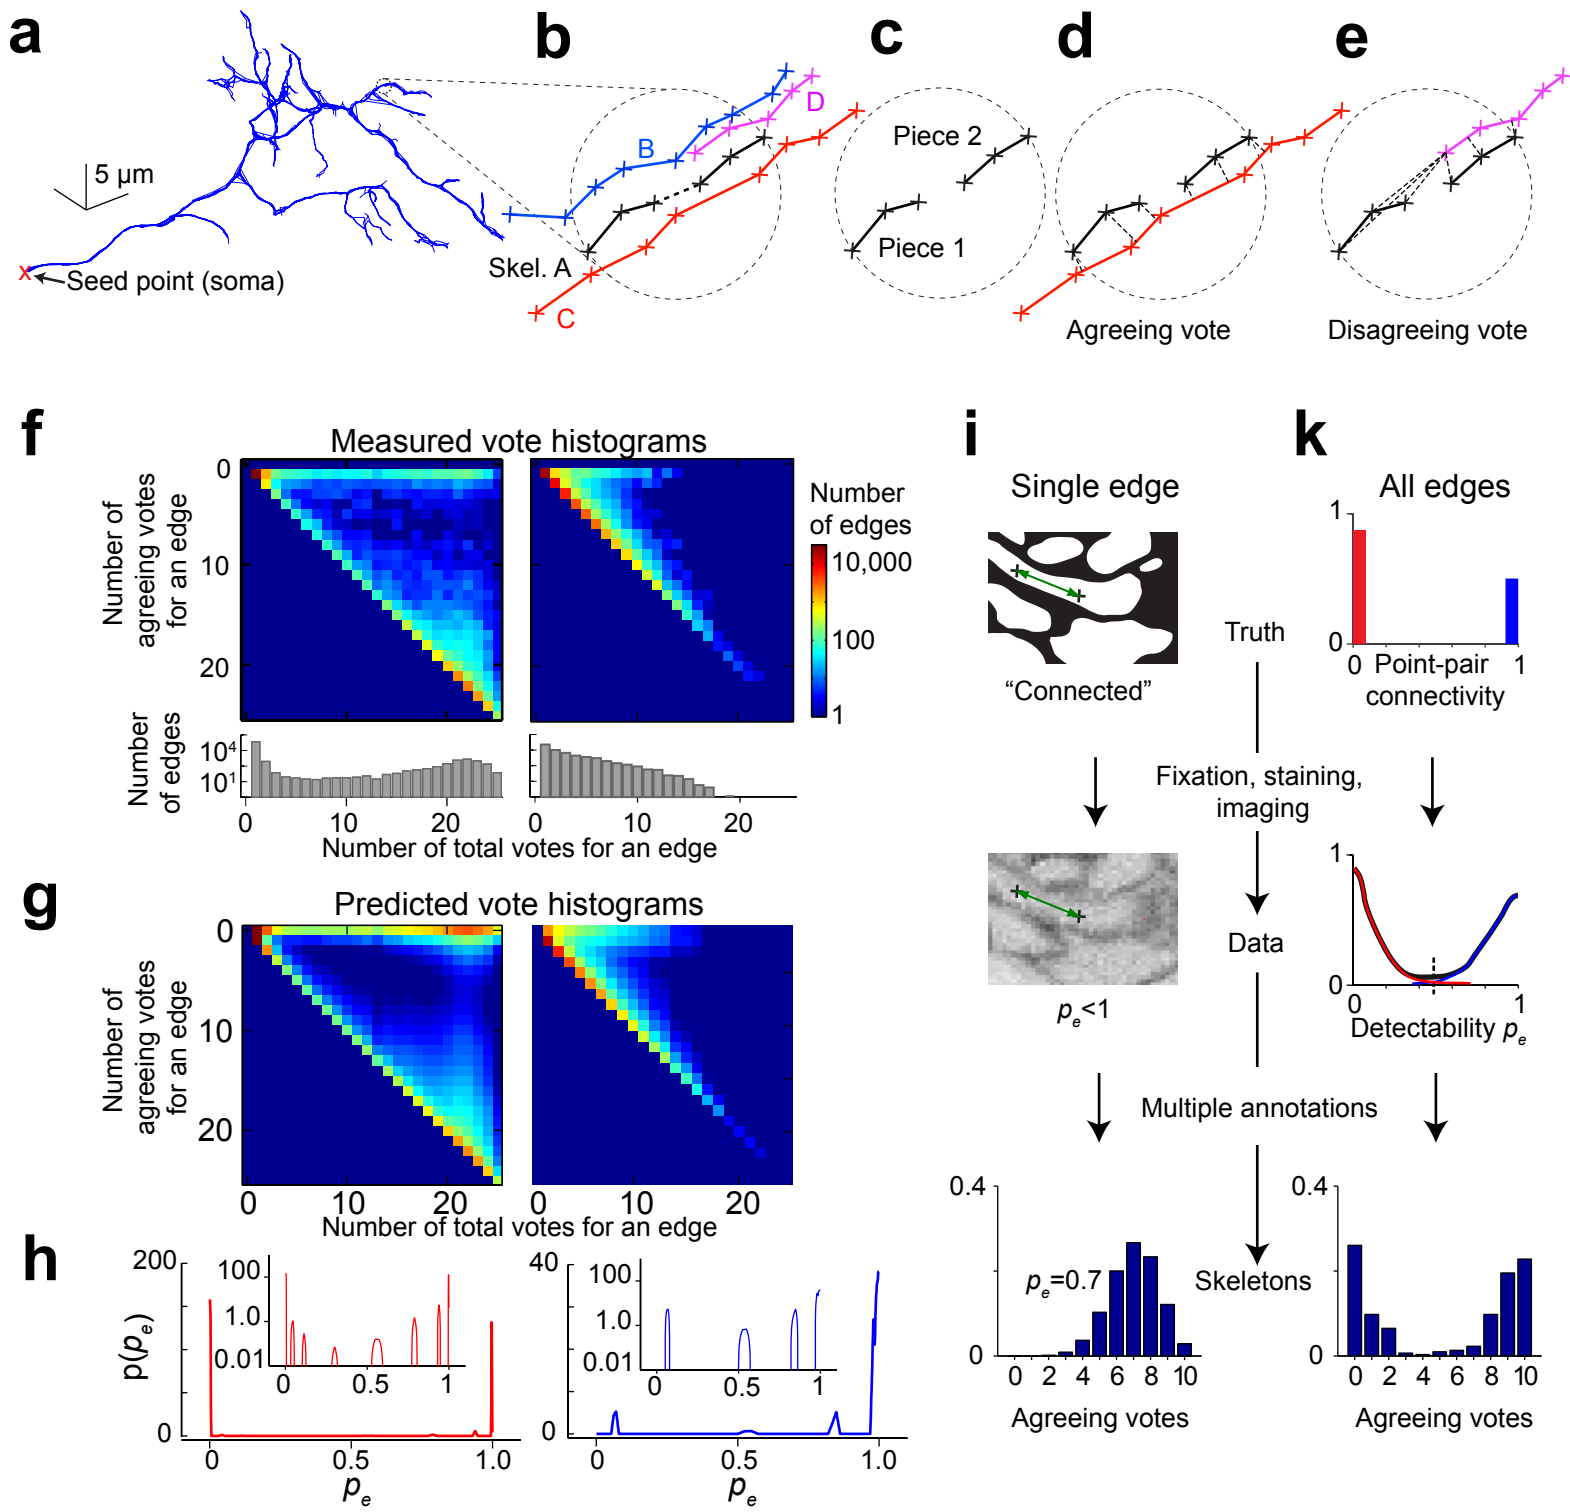 a
b
c
d
e
5 µm
x
Seed point (soma)
B
D
Skel. A
C
Piece 2
Piece 1
Agreeing vote
Disagreeing vote
f
Measured vote histograms
Number of
agreeing votes
for an edge
0
10
20
Number
of edges
10,000
100
1
Number
of edges
10⁴
10¹
0 10 20
0 10 20
Number of total votes for an edge
g
Predicted vote histograms
Number of
agreeing votes
for an edge
0
10
20
0 10 20
0 10 20
Number of total votes for an edge
h
p(pₑ)
200
0
100
1.0
0.01
0 0.5 1
0 0.5 1.0
pₑ
40
0
100
1.0
0.01
0 0.5 1
0 0.5 1.0
pₑ
i
Single edge
“Connected”
pₑ<1
0.4
0
pₑ=0.7
0 2 4 6 8 10
Agreeing votes
Truth
Fixation, staining,
imaging
Data
Multiple annotations
Skeletons
k
All edges
1
0
0 1
Point-pair
connectivity
1
0
0 1
Detectability pₑ
0.4
0
0 2 4 6 8 10
Agreeing votes